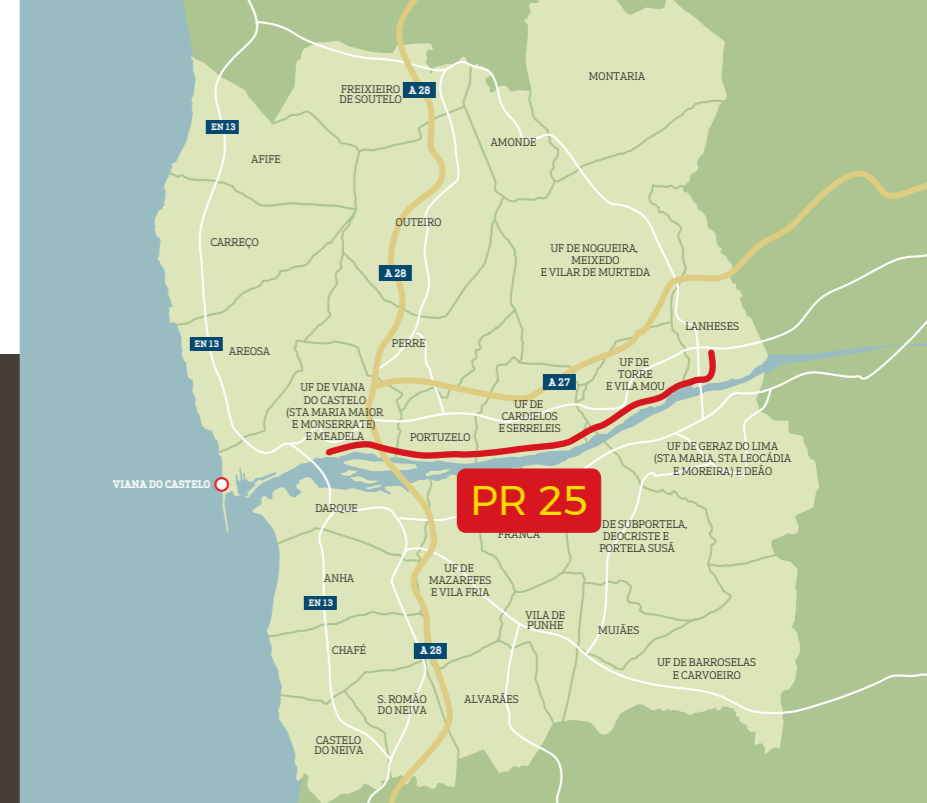 MONTARIA
FREIXIEIRO
DE SOUTELO
A 28
EN 13
AMONDE
AFIFE
OUTEIRO
CARREÇO
UF DE NOGUEIRA,
MEIXEDO
E VILAR DE MURTEDA
A 28
LANHESES
EN 13
AREOSA
PERRE
UF DE
TORRE
E VILA MOU
A 27
UF DE VIANA
DO CASTELO
(STA MARIA MAIOR
E MONSERRATE)
E MEADELA
UF DE
CARDIELOS
E SERRELEIS
PORTUZELO
UF DE GERAZ DO LIMA
(STA MARIA, STA LEOCÁDIA
E MOREIRA) E DEÃO
VIANA DO CASTELO
PR 25
DARQUE
FRANCA
DE SUBPORTELA,
DEOCRISTE E
PORTELA SUSÃ
ANHA
UF DE
MAZAREFES
E VILA FRIA
EN 13
VILA DE
PUNHE
MUJÃES
CHAFÉ
A 28
UF DE BARROSELAS
E CARVOEIRO
S. ROMÃO
DO NEIVA
ALVARÃES
CASTELO
DO NEIVA